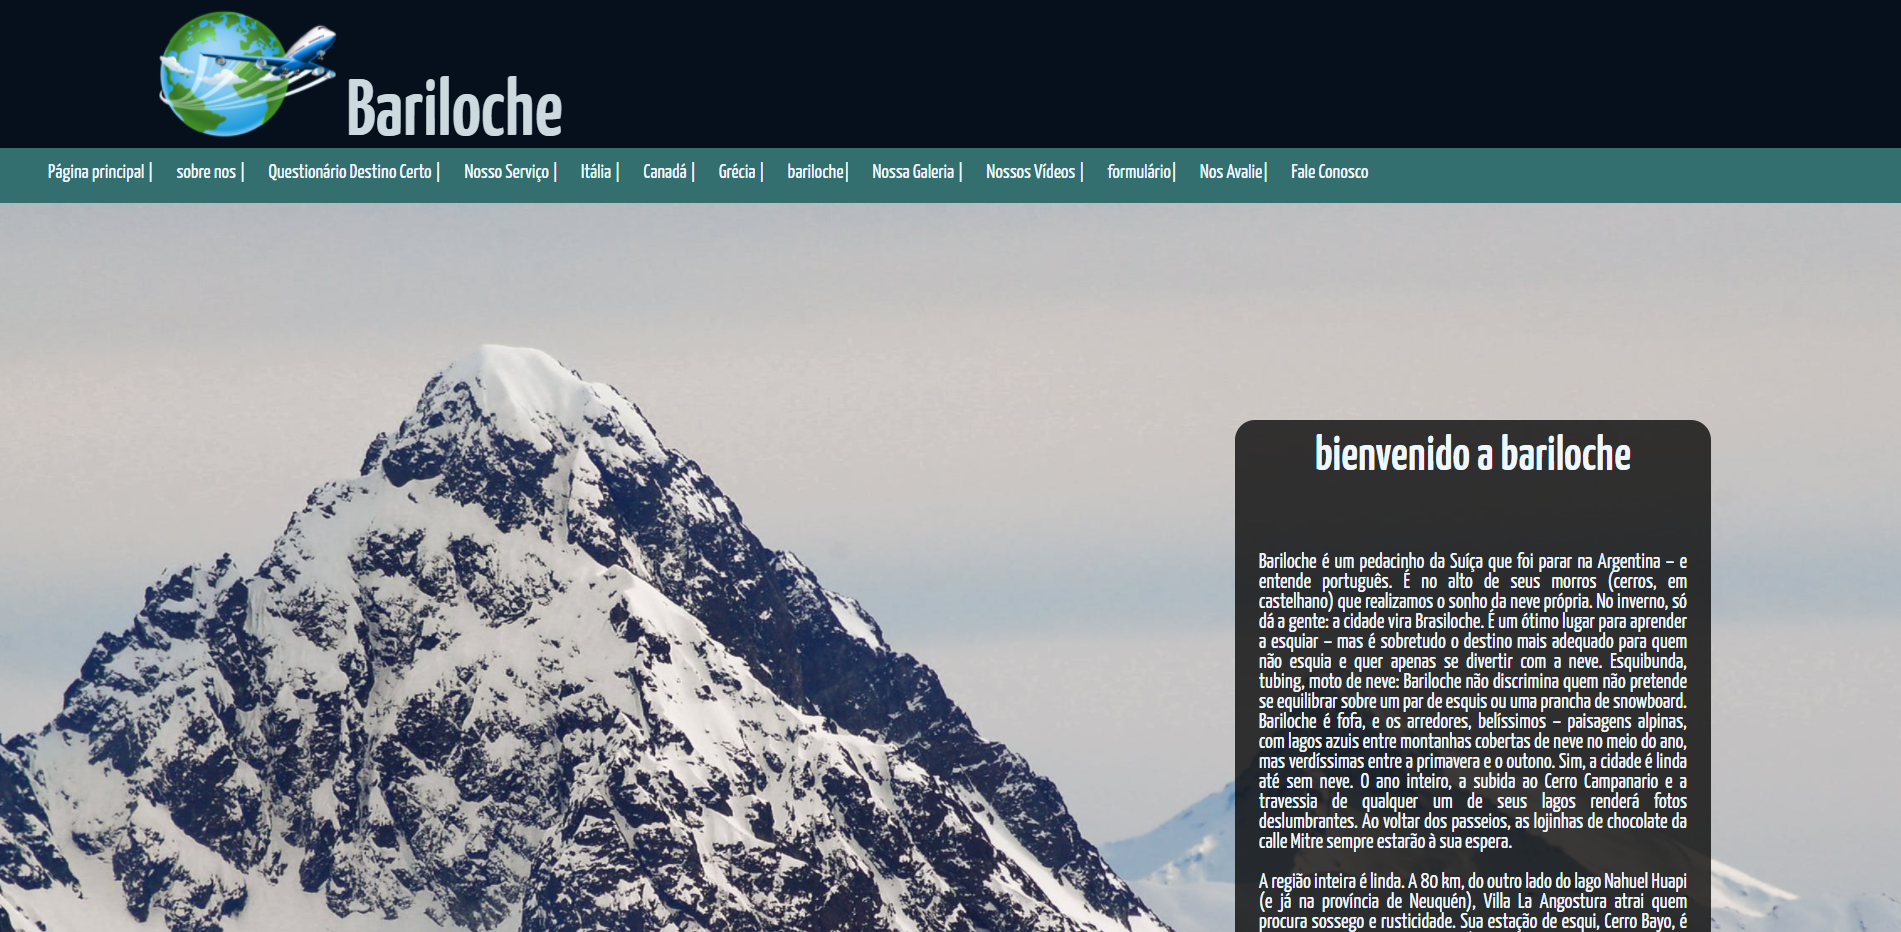 Bariloche
Página principal | sobre nos | Questionário Destino Certo | Nosso Serviço | Itália | Canadá | Grécia | bariloche| Nossa Galeria | Nossos Vídeos | formulário| Nos Avalie| Fale Conosco
bienvenido a bariloche
Bariloche é um pedacinho da Suíça que foi parar na Argentina – e
entende português. É no alto de seus morros (cerros, em
castelhano) que realizamos o sonho da neve própria. No inverno, só
dá a gente: a cidade vira Brasiloche. É um ótimo lugar para aprender
a esquiar – mas é sobretudo o destino mais adequado para quem
não esquia e quer apenas se divertir com a neve. Esquibunda,
tubing, moto de neve: Bariloche não discrimina quem não pretende
se equilibrar sobre um par de esquis ou uma prancha de snowboard.
Bariloche é fofa, e os arredores, belíssimos – paisagens alpinas,
com lagos azuis entre montanhas cobertas de neve no meio do ano,
mas verdíssimas entre a primavera e o outono. Sim, a cidade é linda
até sem neve. O ano inteiro, a subida ao Cerro Campanario e a
travessia de qualquer um de seus lagos renderá fotos
deslumbrantes. Ao voltar dos passeios, as lojinhas de chocolate da
calle Mitre sempre estarão à sua espera.
A região inteira é linda. A 80 km, do outro lado do lago Nahuel Huapi
(e já na província de Neuquén), Villa La Angostura atrai quem
procura sossego e rusticidade. Sua estação de esqui, Cerro Bayo, é